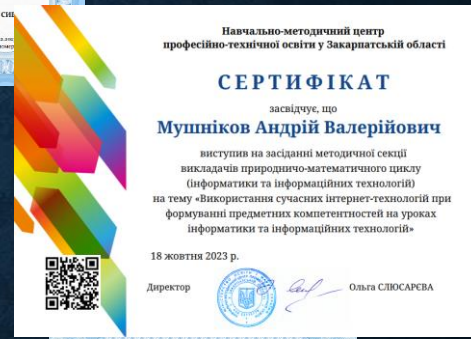 Навчально-методичний центр
професійно-технічної освіти у Закарпатській області
СЕРТИФІКАТ
засвідчує, що
Мушніков Андрій Валерійович
виступив на засіданні методичної секції
викладачів природничо-математичного циклу
(інформатики та інформаційних технологій)
на тему «Використання сучасних інтернет-технологій при
формуванні предметних компетентностей на уроках
інформатики та інформаційних технологій»
18 жовтня 2023 р.
Директор
Ольга СЛЮСАРЄВА